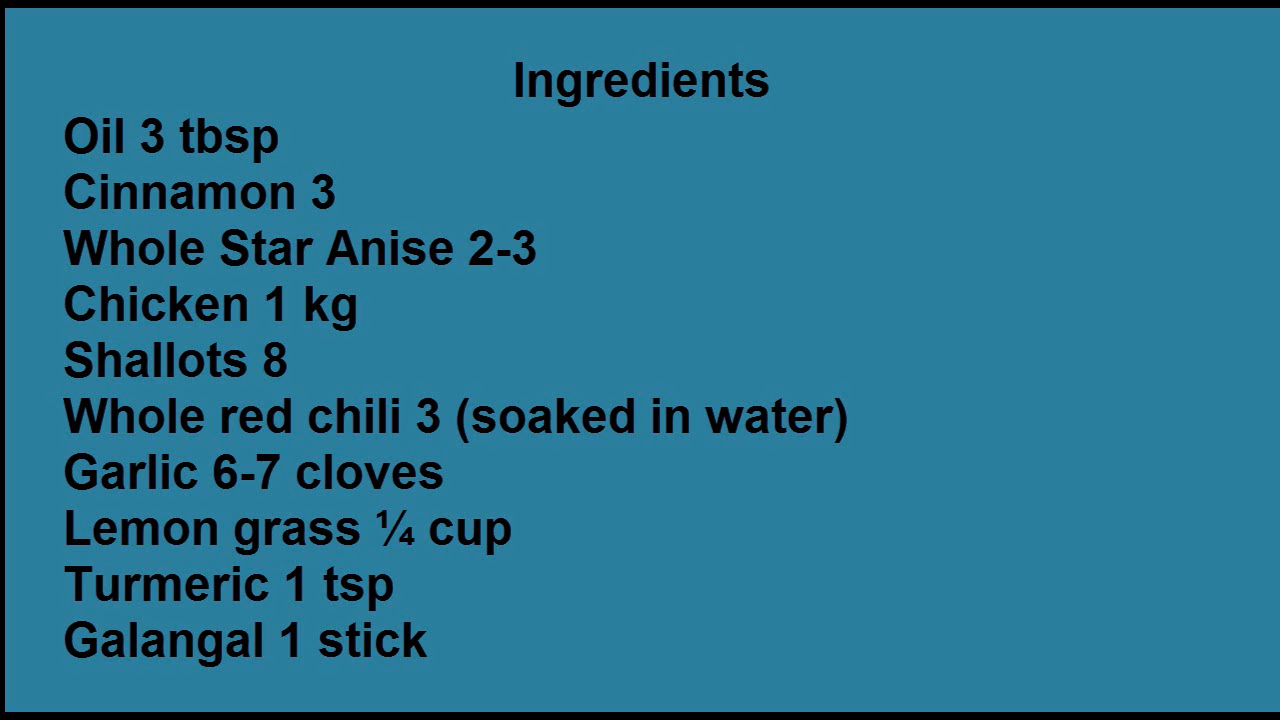 Ingredients
Oil 3 tbsp
Cinnamon 3
Whole Star Anise 2-3
Chicken 1 kg
Shallots 8
Whole red chili 3 (soaked in water)
Garlic 6-7 cloves
Lemon grass ¼ cup
Turmeric 1 tsp
Galangal 1 stick